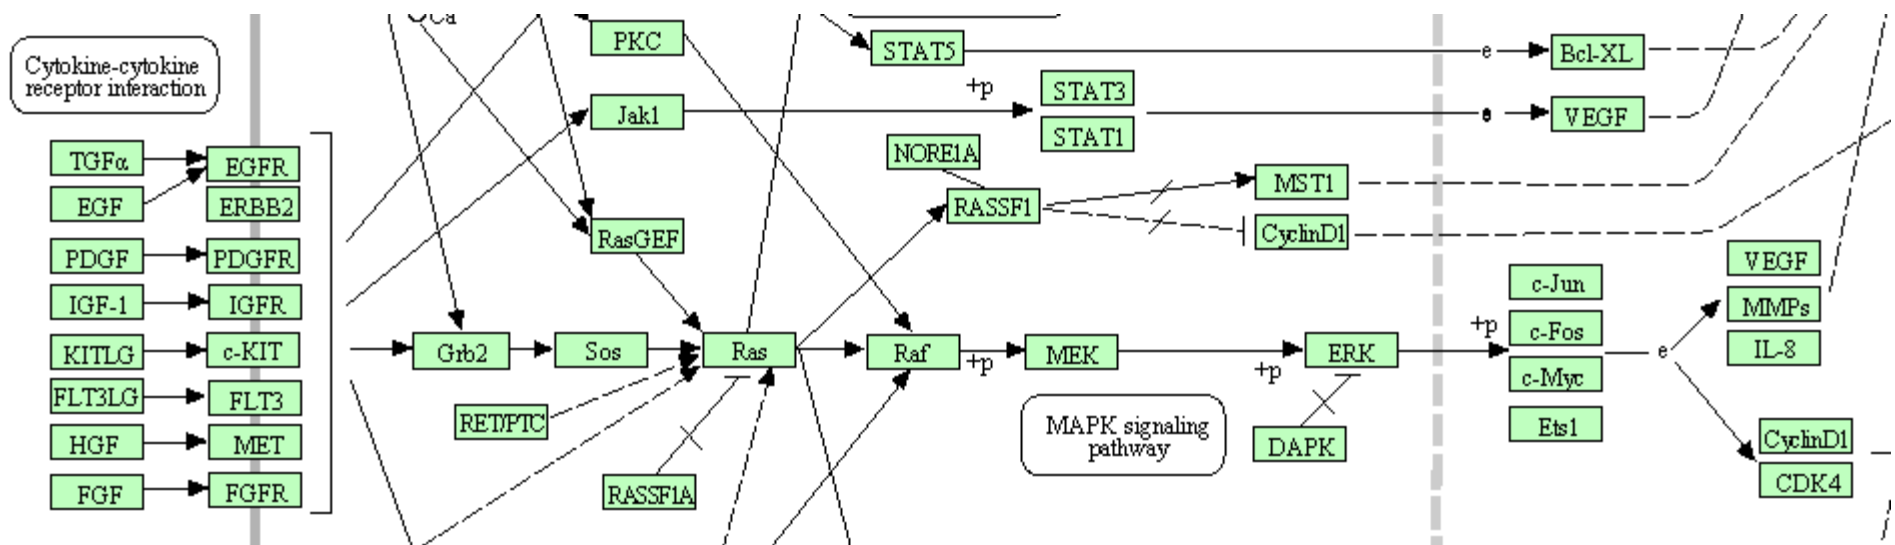 Ca
Cytokine-cytokine
receptor interaction
PKC
STAT5
e
Bcl-XL
Jak1
+p
STAT3
STAT1
e
VEGF
TGFα
EGFR
EGF
ERBB2
NORE1A
RASSF1
MST1
CyclinD1
RasGEF
PDGF
PDGFR
IGF-1
IGFR
KITLG
c-KIT
FLT3LG
FLT3
HGF
MET
FGF
FGFR
Grb2
Sos
Ras
Raf
+p
MEK
+p
ERK
+p
c-Jun
c-Fos
c-Myc
Ets1
e
VEGF
MMPs
IL-8
RET/PTC
RASSF1A
MAPK signaling
pathway
DAPK
CyclinD1
CDK4